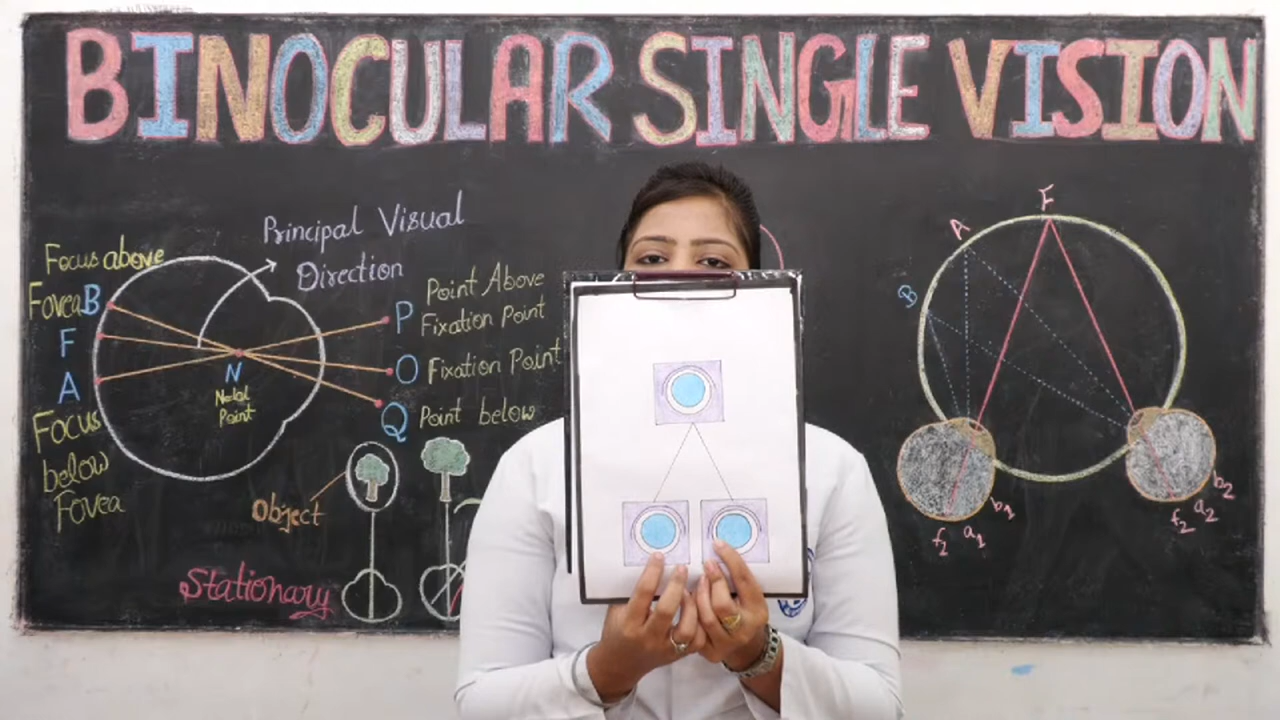 BINOCULAR SINGLE VISION
Principal Visual
Direction
Focus above
Fovea B
F
A
Focus
below
Fovea
N
Nodal
Point
P Point Above
Fixation Point
O Fixation Point
Q Point below
Object
Stationary
F
A
B
f2 a1 b1
f2 a2 b2